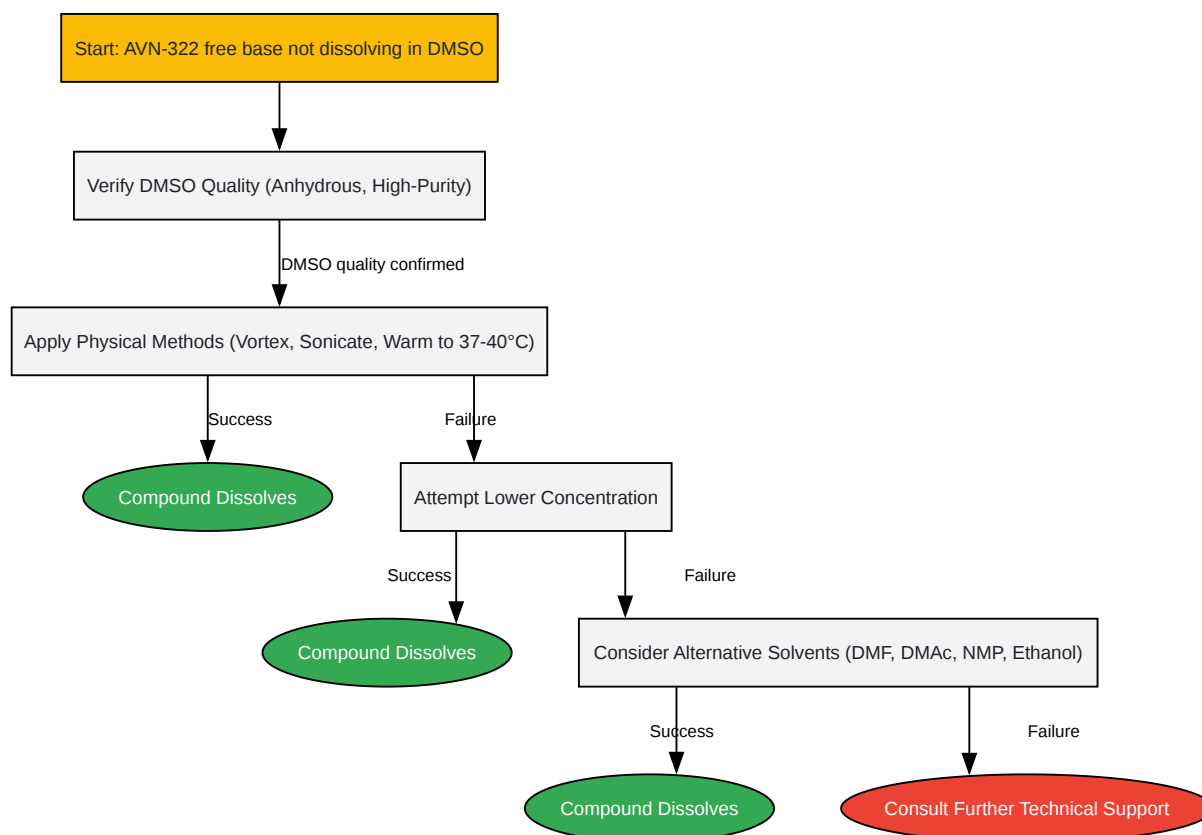 Start: AVN-322 free base not dissolving in DMSO
Verify DMSO Quality (Anhydrous, High-Purity)
DMSO quality confirmed
Apply Physical Methods (Vortex, Sonicate, Warm to 37-40°C)
Success
Failure
Compound Dissolves
Attempt Lower Concentration
Success
Failure
Compound Dissolves
Consider Alternative Solvents (DMF, DMAc, NMP, Ethanol)
Success
Failure
Compound Dissolves
Consult Further Technical Support